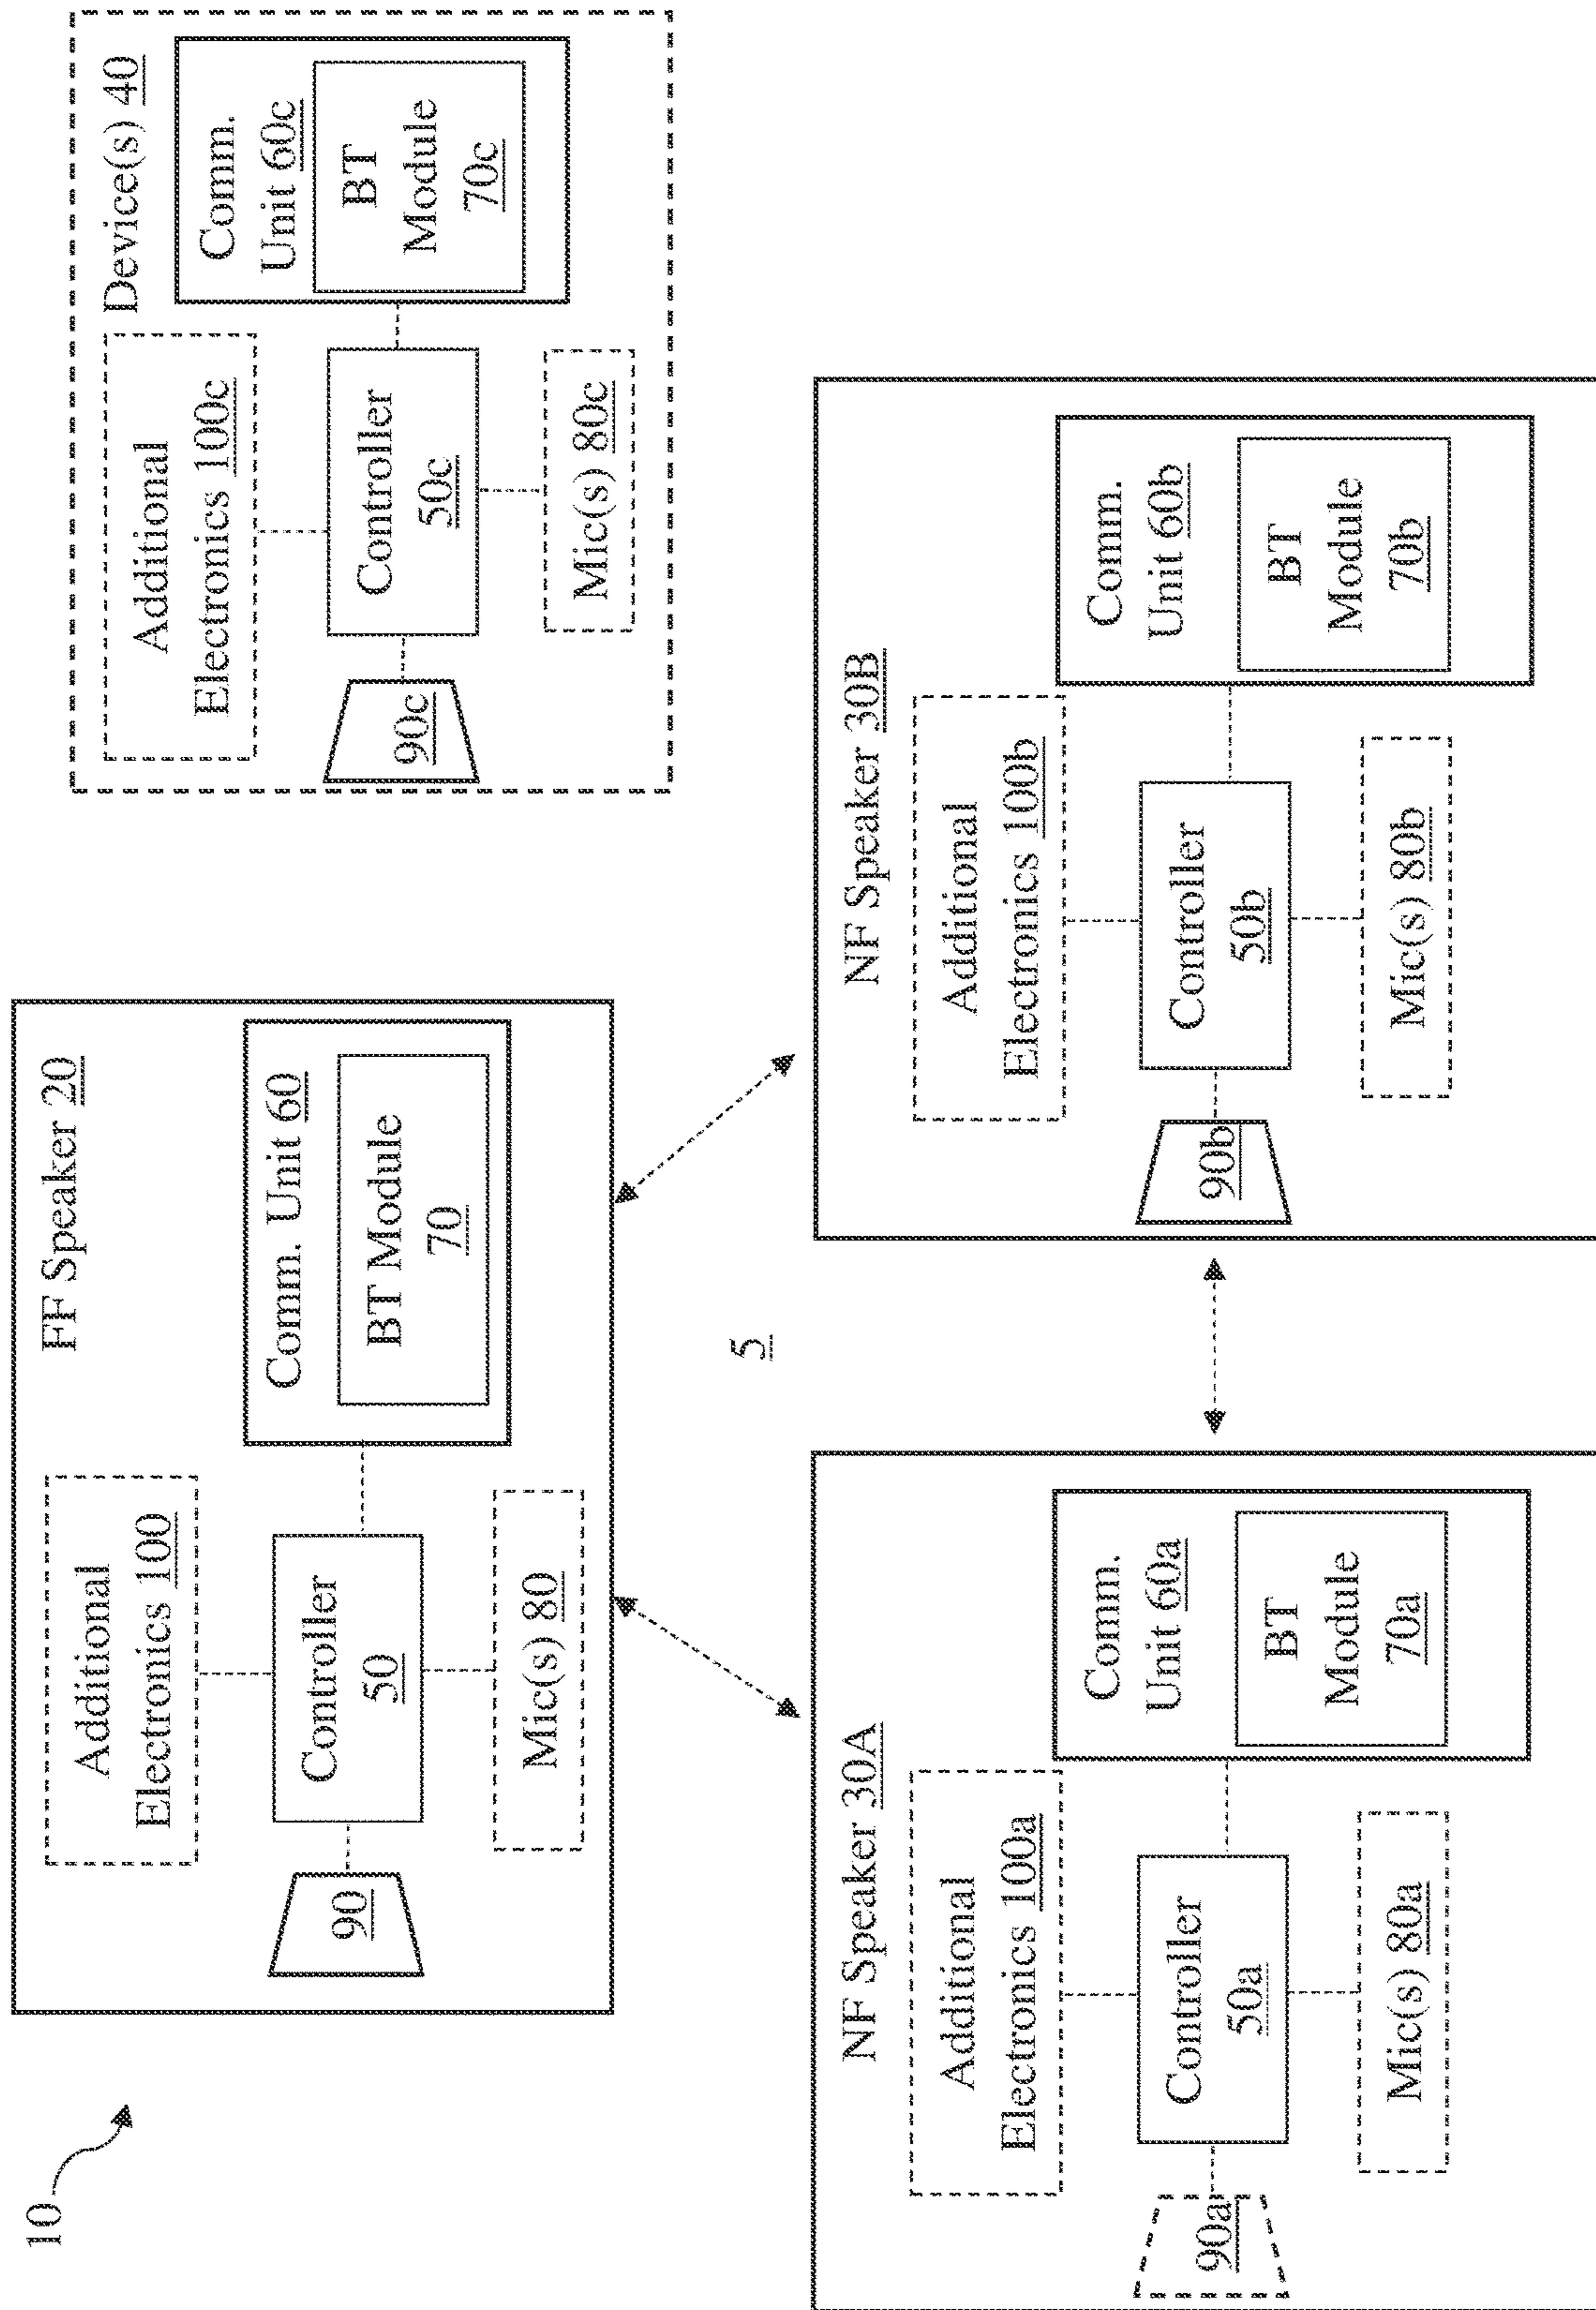 10
FF Speaker 20
Additional
Electronics 100
Comm. Unit 60
BT Module
70
Controller
50
90
Mic(s) 80
Device(s) 40
Additional
Electronics 100c
Comm.
Unit 60c
BT
Module
70c
Controller
50c
90c
Mic(s) 80c
5
NF Speaker 30A
Additional
Electronics 100a
Comm.
Unit 60a
BT
Module
70a
Controller
50a
90a
Mic(s) 80a
NF Speaker 30B
Additional
Electronics 100b
Comm.
Unit 60b
BT
Module
70b
Controller
50b
90b
Mic(s) 80b